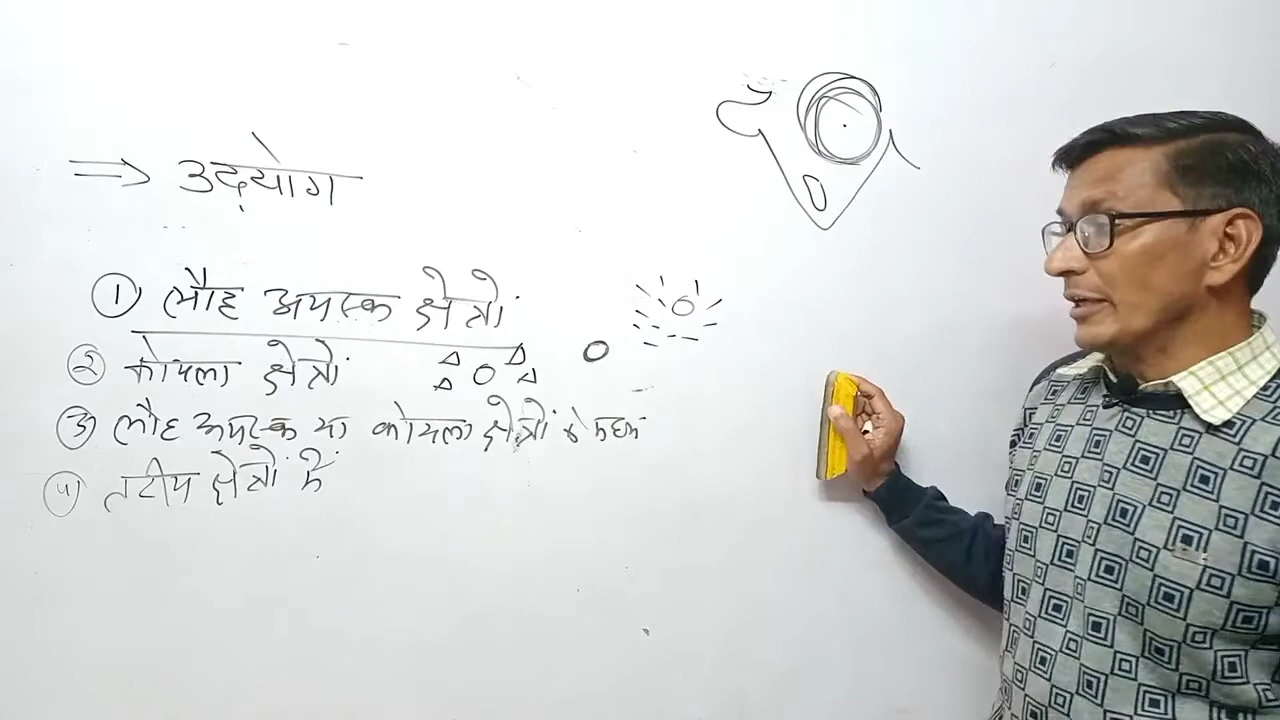 ⇒ उद्योग
① लौह अयस्क क्षेत्रों
② कोयला क्षेत्रों
③ लौह अयस्क या कोयला क्षेत्रों के मध्य
④ तटीय क्षेत्रों में